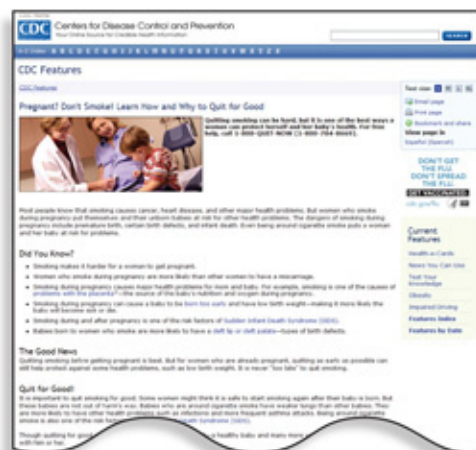 CDC
Centers for Disease Control and Prevention
Your Online Source for Credible Health Information
SEARCH
A-Z Index A B C D E F G H I J K L M N O P Q R S T U V W X Y Z
CDC Features
CDC Features
Pregnant? Don't Smoke! Learn How and Why to Quit for Good
Quitting smoking can be hard, but it is one of the best ways a
woman can protect herself and her baby's health. For free
help, call 1-800-QUIT-NOW (1-800-784-8669).
Text size:
Email page
Print page
Bookmark and share
View page in
Español (Spanish)
DON'T GET
THE FLU.
DON'T SPREAD
THE FLU.
GET VACCINATED.
cdc.gov/flu
Most people know that smoking causes cancer, heart disease, and other major health problems. But women who smoke
during pregnancy put themselves and their unborn babies at risk for other health problems. The dangers of smoking during
pregnancy include premature birth, certain birth defects, and infant death. Even being around cigarette smoke puts a woman
and her baby at risk for problems.
Current
Features
Health-e-Cards
News You Can Use
Test Your
Knowledge
Obesity
Impaired Driving
Features Index
Features by Date
Did You Know?
Smoking makes it harder for a woman to get pregnant.
Women who smoke during pregnancy are more likely than other women to have a miscarriage.
Smoking during pregnancy causes major health problems for mom and baby. For example, smoking is one of the causes of
problems with the placenta—the source of the baby's nutrition and oxygen during pregnancy.
Smoking during pregnancy can cause a baby to be born too early and have low birth weight—making it more likely the
baby will become sick or die.
Smoking during and after pregnancy is one of the risk factors of Sudden Infant Death Syndrome (SIDS).
Babies born to women who smoke are more likely to have a cleft lip or cleft palate—types of birth defects.
The Good News
Quitting smoking before getting pregnant is best. But for women who are already pregnant, quitting as early as possible can
still help protect against some health problems, such as low birth weight. It is never "too late" to quit smoking.
Quit for Good!
It is important to quit smoking for good. Some women might think it is safe to start smoking again after their baby is born. But
these babies are not out of harm's way. Babies who are around cigarette smoke have weaker lungs than other babies. They
are more likely to have other health problems such as infections and more frequent asthma attacks. Being around cigarette
smoke is also one of the risk fac Death Syndrome (SIDS).
Though quitting for good a healthy baby and many more
with him or her.